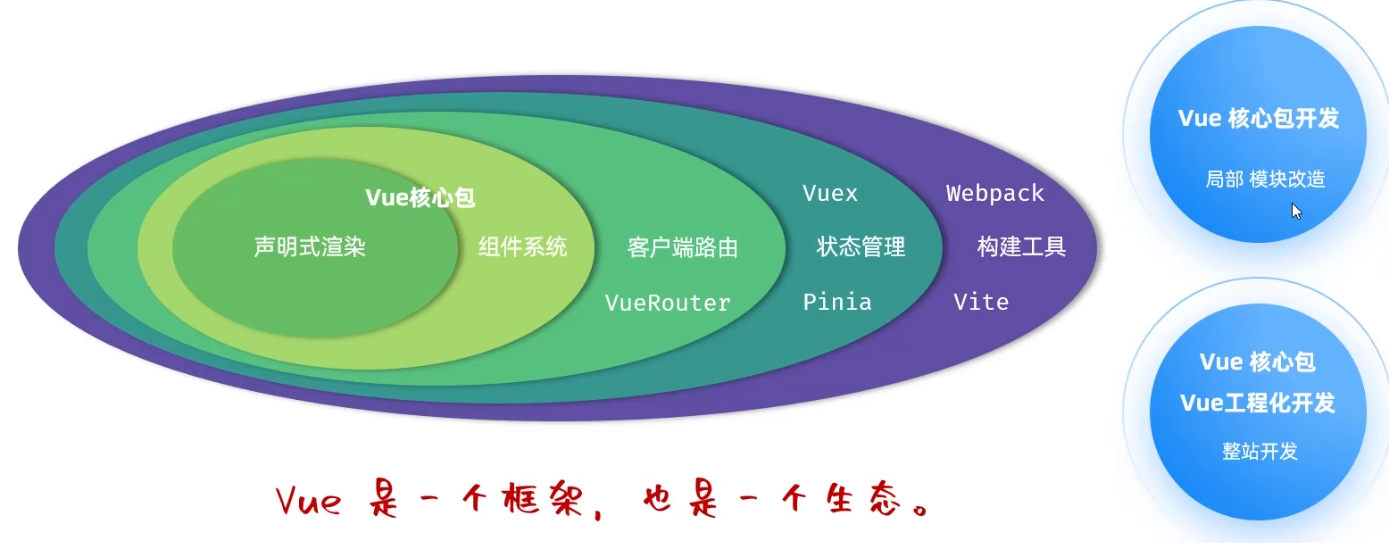 Vue核心包
声明式渲染
组件系统
客户端路由
VueRouter
Vuex
状态管理
Pinia
Webpack
构建工具
Vite
Vue 是一个框架, 也是一个生态。
Vue 核心包开发
局部 模块改造
Vue 核心包
Vue工程化开发
整站开发